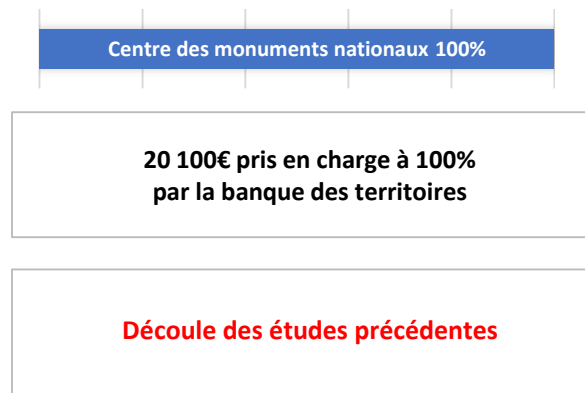 Centre des monuments nationaux 100%
20 100€ pris en charge à 100%
par la banque des territoires
Découle des études précédentes